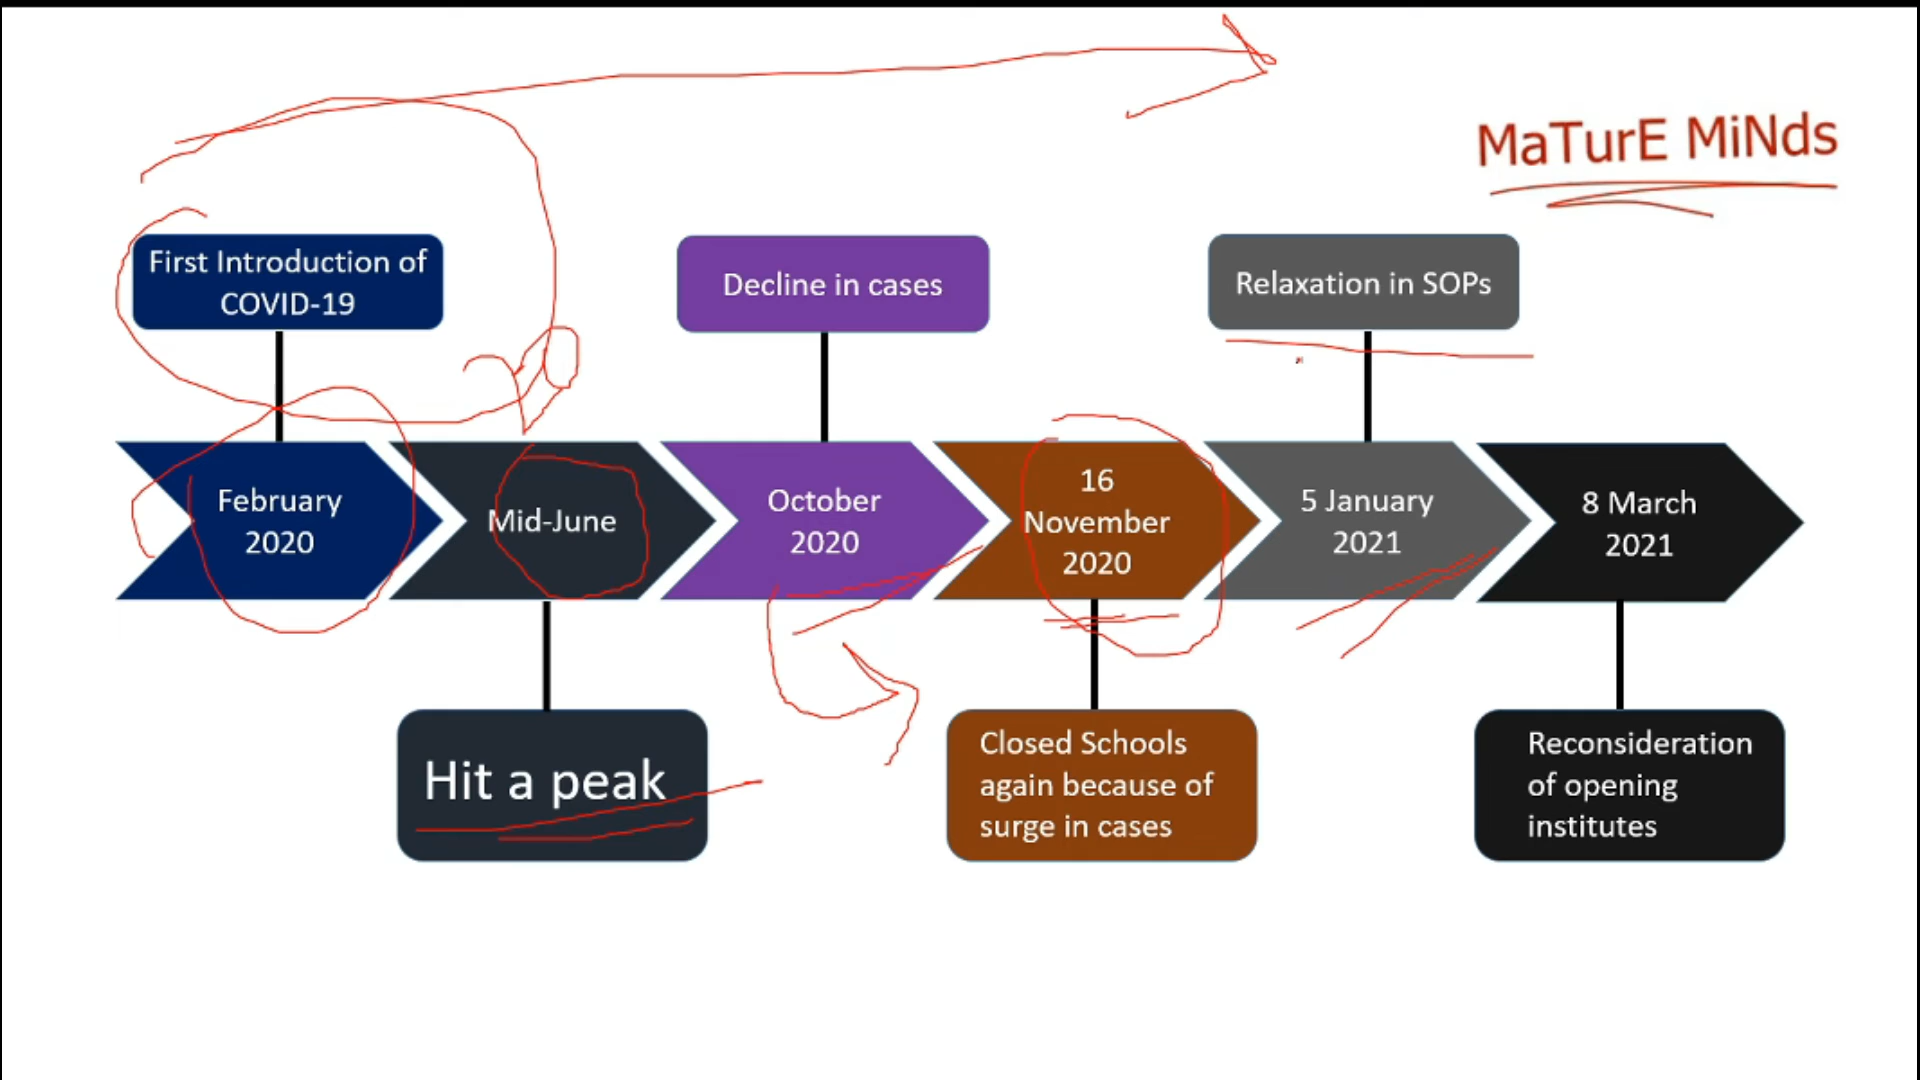 MaTurE MiNds
First Introduction of
COVID-19
Decline in cases
Relaxation in SOPs
February
2020
Mid-June
October
2020
16
November
2020
5 January
2021
8 March
2021
Hit a peak
Closed Schools
again because of
surge in cases
Reconsideration
of opening
institutes